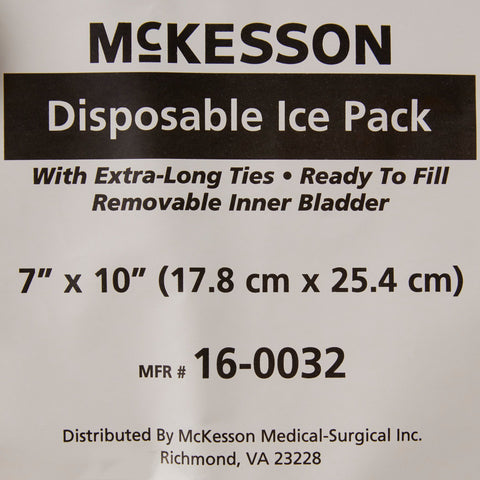 McKESSON
Disposable Ice Pack
With Extra-Long Ties • Ready To Fill
Removable Inner Bladder
7” x 10” (17.8 cm x 25.4 cm)
MFR # 16-0032
Distributed By McKesson Medical-Surgical Inc.
Richmond, VA 23228